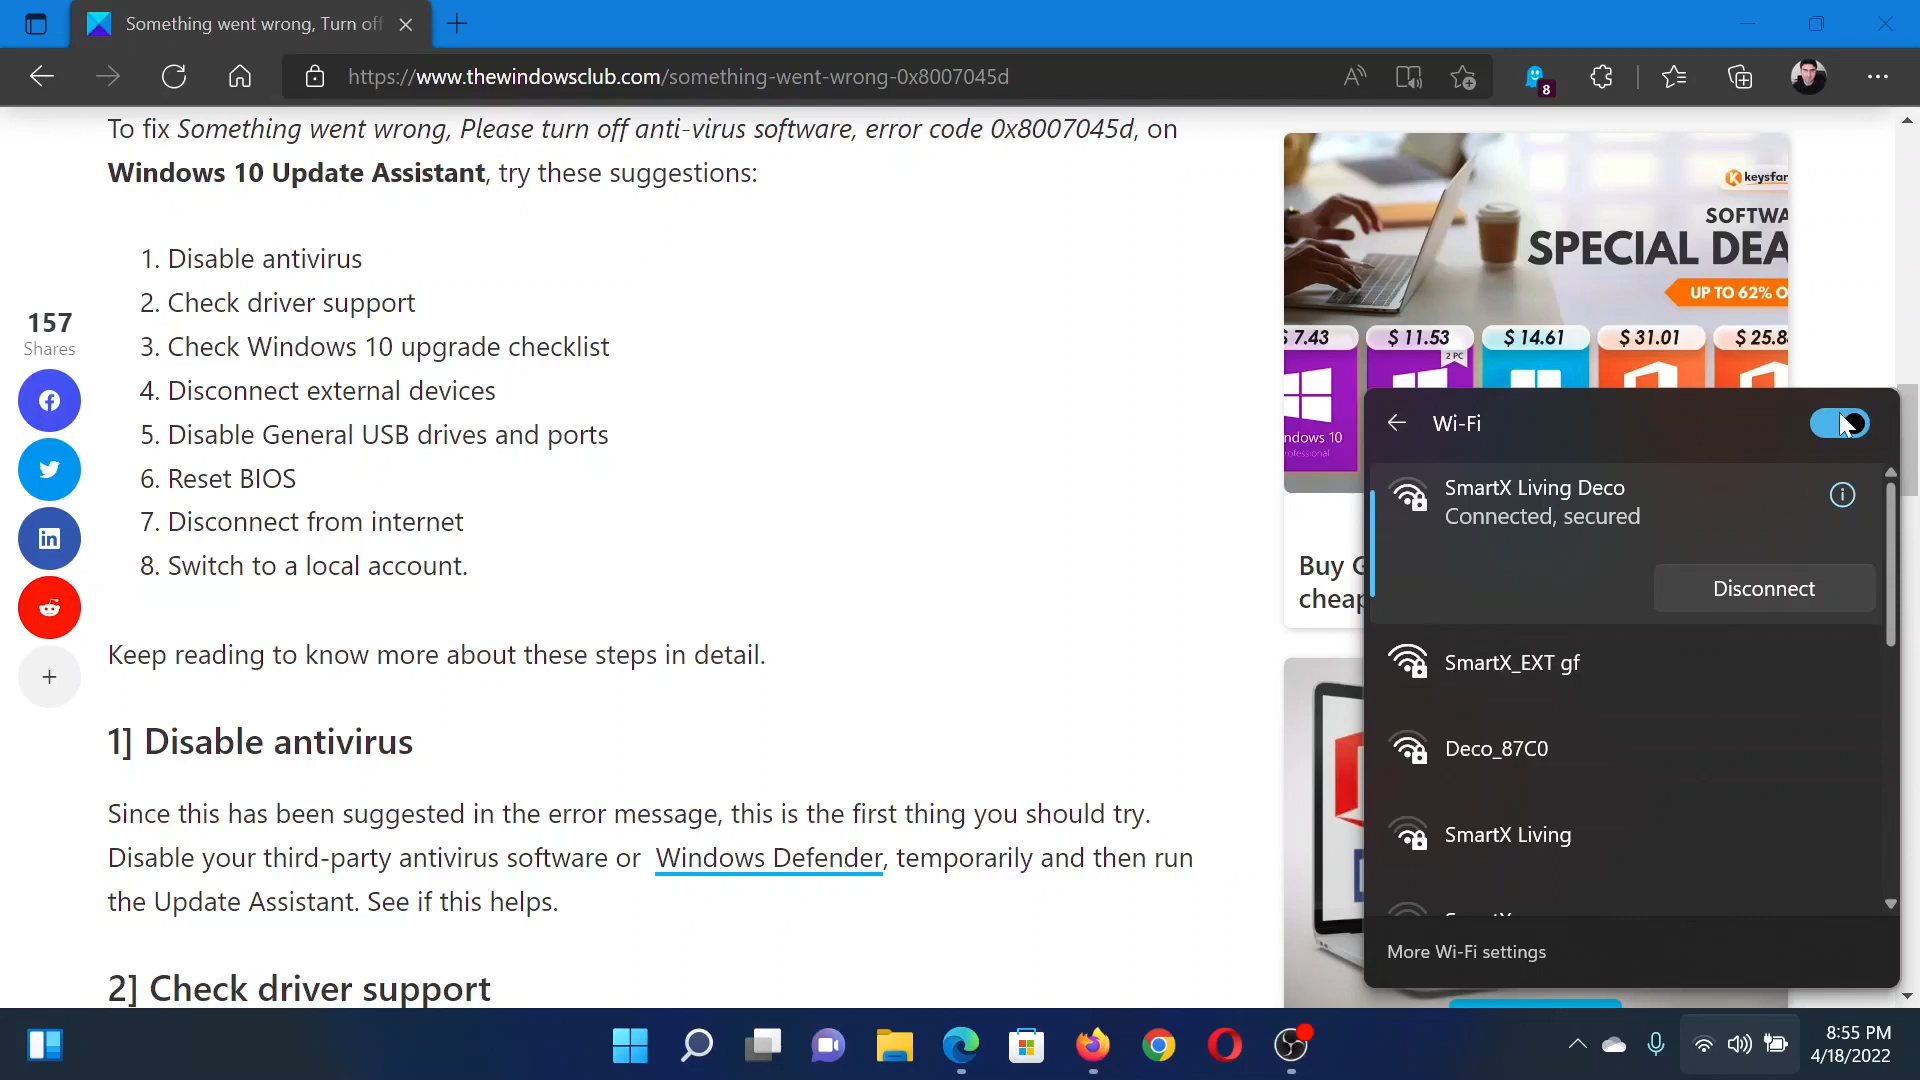 Something went wrong, Turn off
https://www.thewindowsclub.com/something-went-wrong-0x8007045d
8
To fix Something went wrong, Please turn off anti-virus software, error code 0x8007045d, on
Windows 10 Update Assistant, try these suggestions:
1. Disable antivirus
2. Check driver support
3. Check Windows 10 upgrade checklist
4. Disconnect external devices
5. Disable General USB drives and ports
6. Reset BIOS
7. Disconnect from internet
8. Switch to a local account.
157
Shares
Keep reading to know more about these steps in detail.
1] Disable antivirus
Since this has been suggested in the error message, this is the first thing you should try.
Disable your third-party antivirus software or Windows Defender, temporarily and then run
the Update Assistant. See if this helps.
2] Check driver support
keysfan
SOFTWA
SPECIAL DEA
UP TO 62% O
$ 7.43 $ 11.53 $ 14.61 $ 31.01 $ 25.8
2 PC
ndows 10
rofessional
Buy G
cheap
Wi-Fi
SmartX Living Deco
Connected, secured
Disconnect
SmartX_EXT gf
Deco_87C0
SmartX Living
More Wi-Fi settings
8:55 PM
4/18/2022